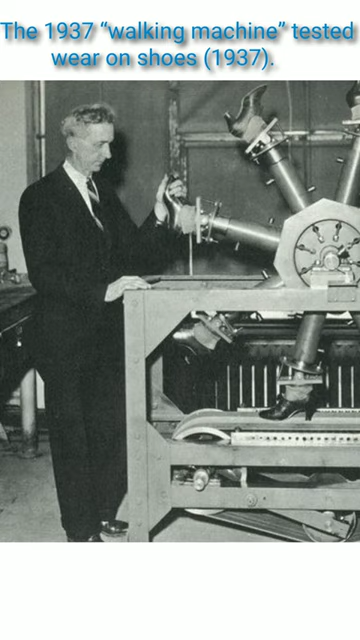 The 1937 “walking machine” tested
wear on shoes (1937).